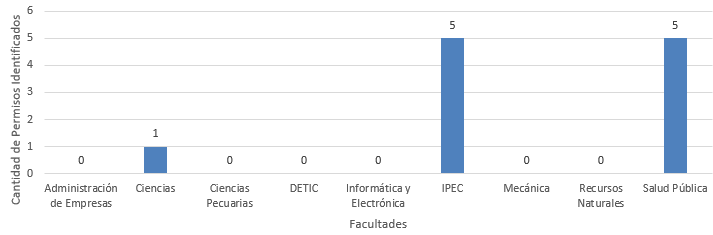 Cantidad de Permisos Identificados
6
5
4
3
2
1
0
0
1
0
0
0
5
0
0
5
Administración
de Empresas
Ciencias
Ciencias
Pecuarias
DETIC
Informática y
Electrónica
IPEC
Mecánica
Recursos
Naturales
Salud Pública
Facultades